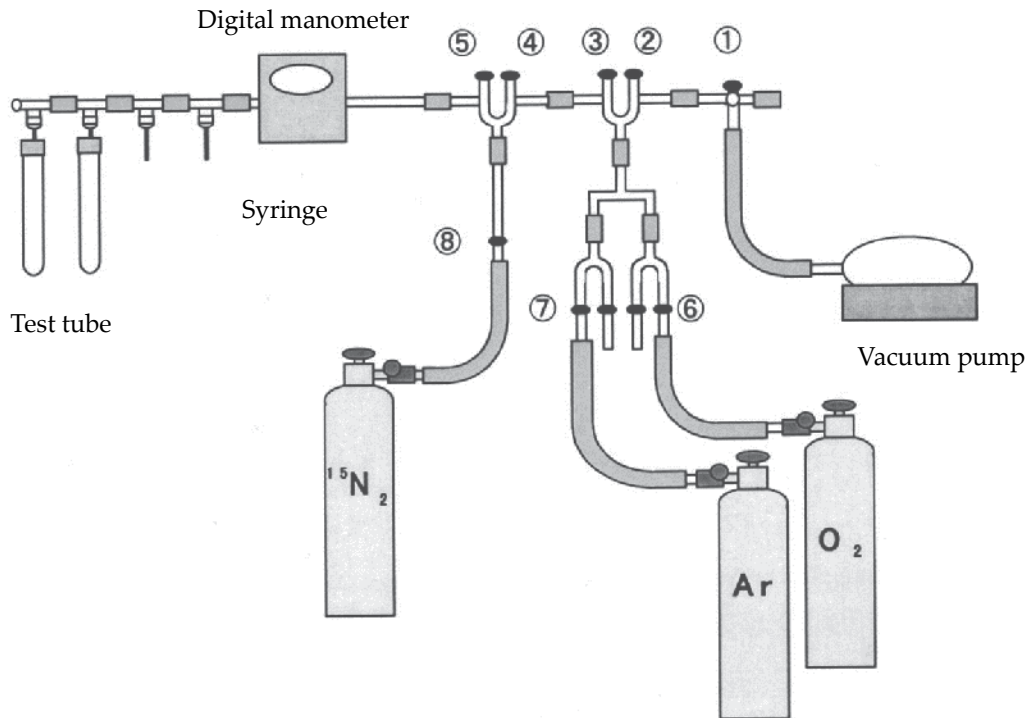 Digital manometer
⑤ ④ ③ ② ①
Syringe
⑧
Test tube
⑦ ⑥
Vacuum pump
¹⁵N₂
O₂
Ar